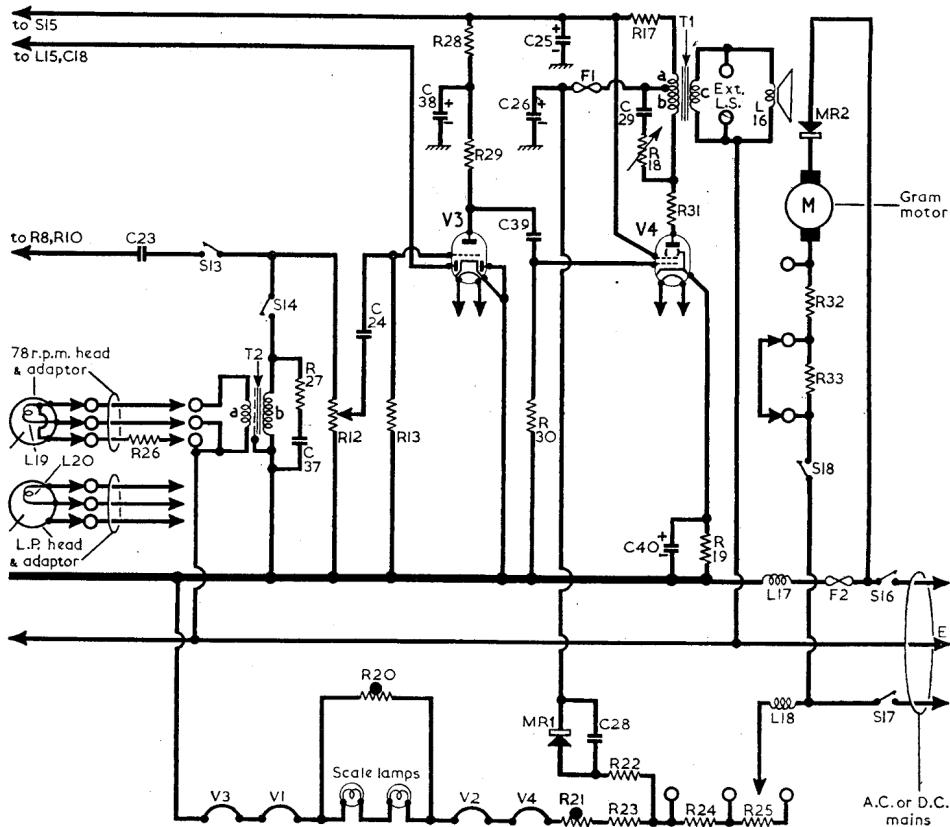 to S15
R28
C25
+
-
R17
T1
to L15,C18
F1
a
b
c
Ext.
L.S.
L
16
MR2
C
38
+
-
C
26
+
-
C
29
R
18
R29
M
Gram
motor
V3
C39
V4
R31
to R8,R10
C23
S13
S14
C
24
R32
78 r.p.m. head
& adaptor
T2
R
27
R33
a
b
R12
R13
R
30
R26
C
37
L19
L20
S18
L.P. head
& adaptor
C40
+
-
R
19
L17
F2
S16
E
R20
MR1
C28
L18
S17
Scale lamps
R22
V3
V1
V2
V4
R21
R23
R24
R25
A.C. or D.C.
mains